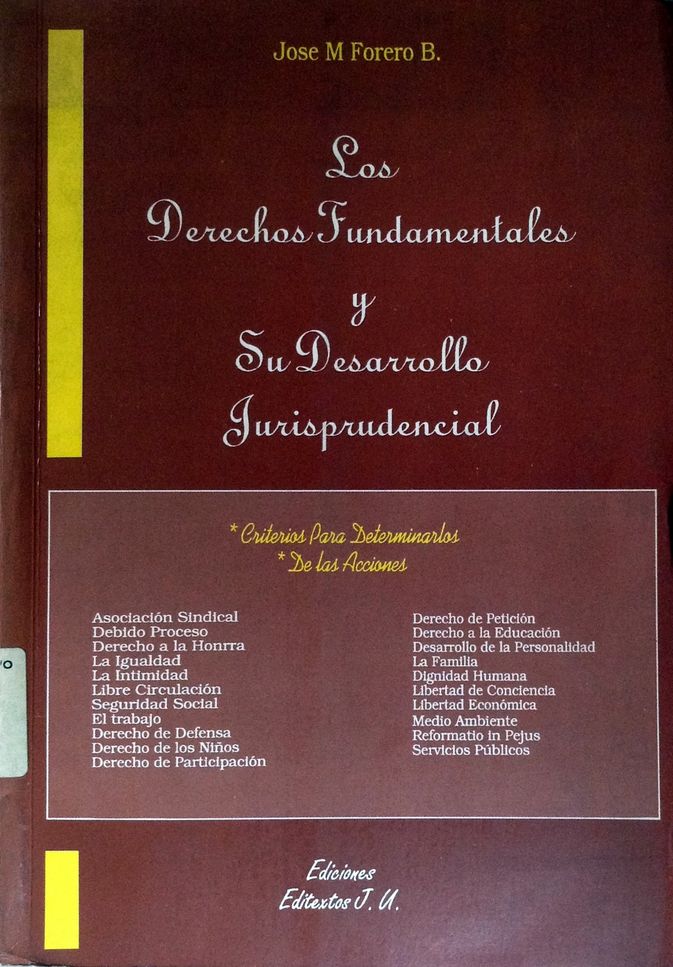 Jose M Forero B.
Los
Derechos Fundamentales
y
Su Desarrollo
Jurisprudencial
* Criterios Para Determinarlos
* De las Acciones
Asociación Sindical
Debido Proceso
Derecho a la Honrra
La Igualdad
La Intimidad
Libre Circulación
Seguridad Social
El trabajo
Derecho de Defensa
Derecho de los Niños
Derecho de Participación
Derecho de Petición
Derecho a la Educación
Desarrollo de la Personalidad
La Familia
Dignidad Humana
Libertad de Conciencia
Libertad Económica
Medio Ambiente
Reformatio in Pejus
Servicios Públicos
Ediciones
Editextos J. U.